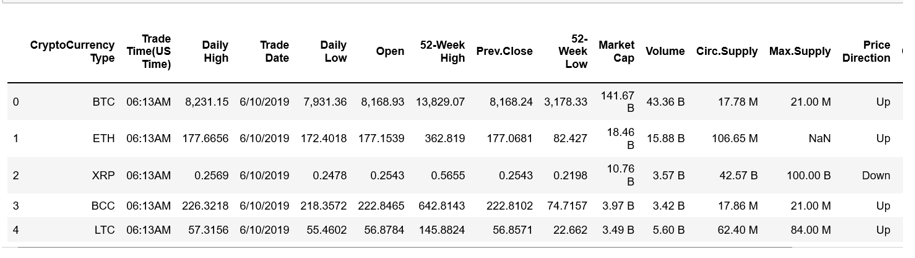 CryptoCurrency Type Trade Time(US Time) Daily High Trade Date Daily Low Open 52-Week High Prev.Close 52-Week Low Market Cap Volume Circ.Supply Max.Supply Price Direction
0 BTC 06:13AM 8,231.15 6/10/2019 7,931.36 8,168.93 13,829.07 8,168.24 3,178.33 141.67 B 43.36 B 17.78 M 21.00 M Up
1 ETH 06:13AM 177.6656 6/10/2019 172.4018 177.1539 362.819 177.0681 82.427 18.46 B 15.88 B 106.65 M NaN Up
2 XRP 06:13AM 0.2569 6/10/2019 0.2478 0.2543 0.5655 0.2543 0.2198 10.76 B 3.57 B 42.57 B 100.00 B Down
3 BCC 06:13AM 226.3218 6/10/2019 218.3572 222.8465 642.8143 222.8102 74.7157 3.97 B 3.42 B 17.86 M 21.00 M Up
4 LTC 06:13AM 57.3156 6/10/2019 55.4602 56.8784 145.8824 56.8571 22.662 3.49 B 5.60 B 62.40 M 84.00 M Up